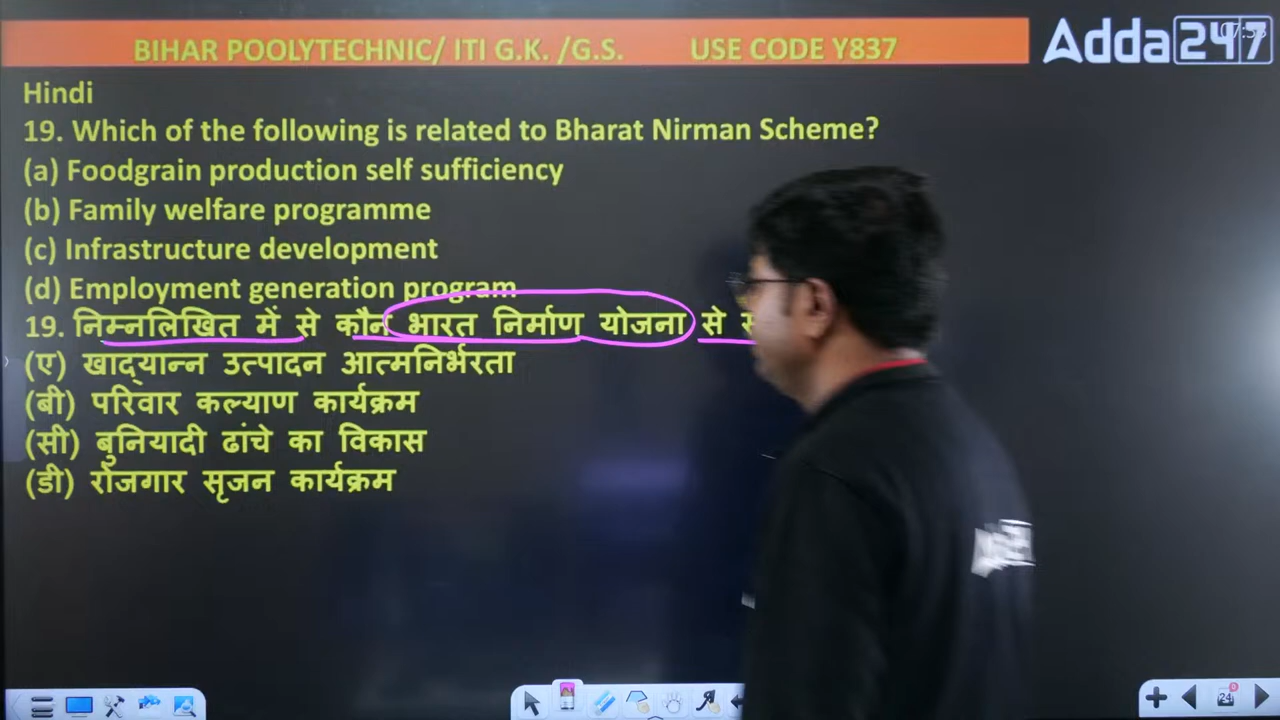 BIHAR POOLYTECHNIC/ ITI G.K. /G.S. USE CODE Y837
Adda247
Hindi
19. Which of the following is related to Bharat Nirman Scheme?
(a) Foodgrain production self sufficiency
(b) Family welfare programme
(c) Infrastructure development
(d) Employment generation program
19. निम्नलिखित में से कौन भारत निर्माण योजना से
(ए) खाद्यान्न उत्पादन आत्मनिर्भरता
(बी) परिवार कल्याण कार्यक्रम
(सी) बुनियादी ढांचे का विकास
(डी) रोजगार सृजन कार्यक्रम